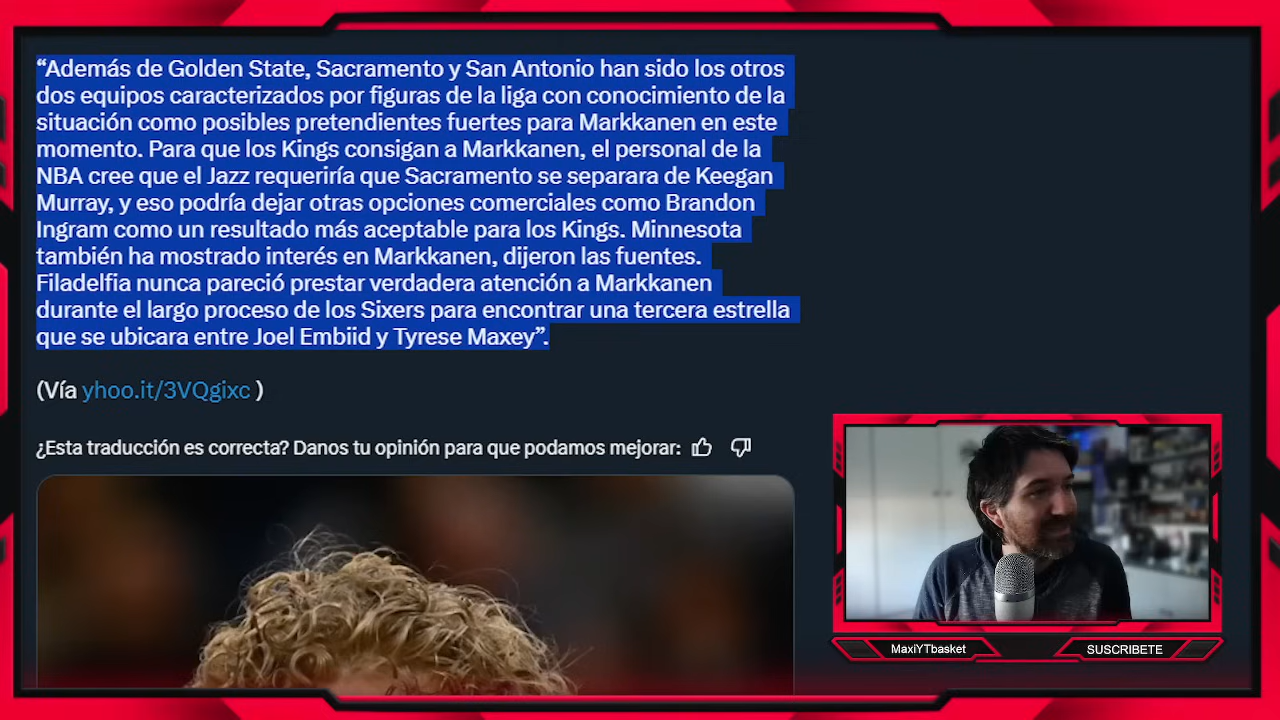 “Además de Golden State, Sacramento y San Antonio han sido los otros
dos equipos caracterizados por figuras de la liga con conocimiento de la
situación como posibles pretendientes fuertes para Markkanen en este
momento. Para que los Kings consigan a Markkanen, el personal de la
NBA cree que el Jazz requeriría que Sacramento se separara de Keegan
Murray, y eso podría dejar otras opciones comerciales como Brandon
Ingram como un resultado más aceptable para los Kings. Minnesota
también ha mostrado interés en Markkanen, dijeron las fuentes.
Filadelfia nunca pareció prestar verdadera atención a Markkanen
durante el largo proceso de los Sixers para encontrar una tercera estrella
que se ubicara entre Joel Embiid y Tyrese Maxey”.
(Vía yhoo.it/3VQgixc )
¿Esta traducción es correcta? Danos tu opinión para que podamos mejorar:
MaxiYTbasket
SUSCRIBETE